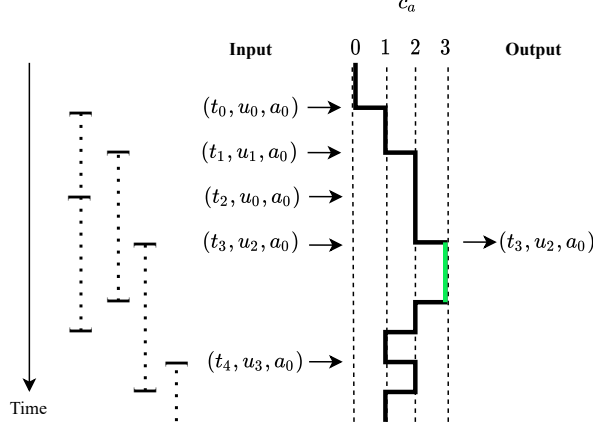 c_a
Input 0 1 2 3 Output
(t_0, u_0, a_0)
(t_1, u_1, a_0)
(t_2, u_0, a_0)
(t_3, u_2, a_0) (t_3, u_2, a_0)
(t_4, u_3, a_0)
Time